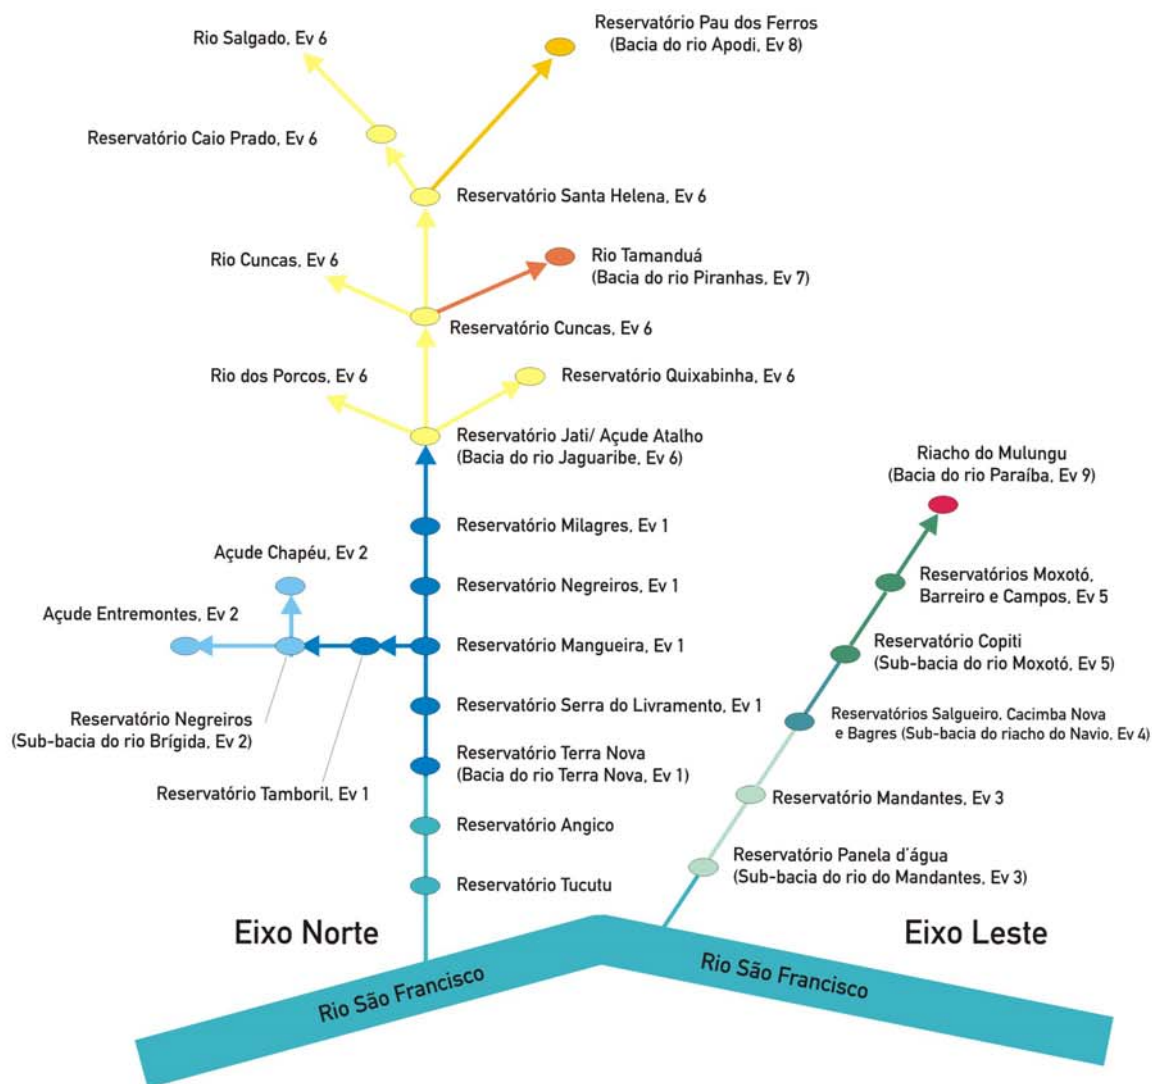 Reservatório Pau dos Ferros
(Bacia do rio Apodi, Ev 8)
Rio Salgado, Ev 6
Reservatório Caio Prado, Ev 6
Reservatório Santa Helena, Ev 6
Rio Cuncas, Ev 6
Rio Tamanduá
(Bacia do rio Piranhas, Ev 7)
Reservatório Cuncas, Ev 6
Rio dos Porcos, Ev 6
Reservatório Quixabinha, Ev 6
Reservatório Jati/ Açude Atalho
(Bacia do rio Jaguaribe, Ev 6)
Riacho do Mulungu
(Bacia do rio Paraíba, Ev 9)
Reservatório Milagres, Ev 1
Açude Chapéu, Ev 2
Reservatório Negreiros, Ev 1
Reservatórios Moxotó,
Barreiro e Campos, Ev 5
Açude Entremontes, Ev 2
Reservatório Mangueira, Ev 1
Reservatório Copiti
(Sub-bacia do rio Moxotó, Ev 5)
Reservatório Negreiros
(Sub-bacia do rio Brígida, Ev 2)
Reservatório Serra do Livramento, Ev 1
Reservatórios Salgueiro, Cacimba Nova
e Bagres (Sub-bacia do riacho do Navio, Ev 4)
Reservatório Terra Nova
(Bacia do rio Terra Nova, Ev 1)
Reservatório Tamboril, Ev 1
Reservatório Mandantes, Ev 3
Reservatório Angico
Reservatório Panela d'água
(Sub-bacia do rio do Mandantes, Ev 3)
Reservatório Tucutu
Eixo Norte
Eixo Leste
Rio São Francisco
Rio São Francisco